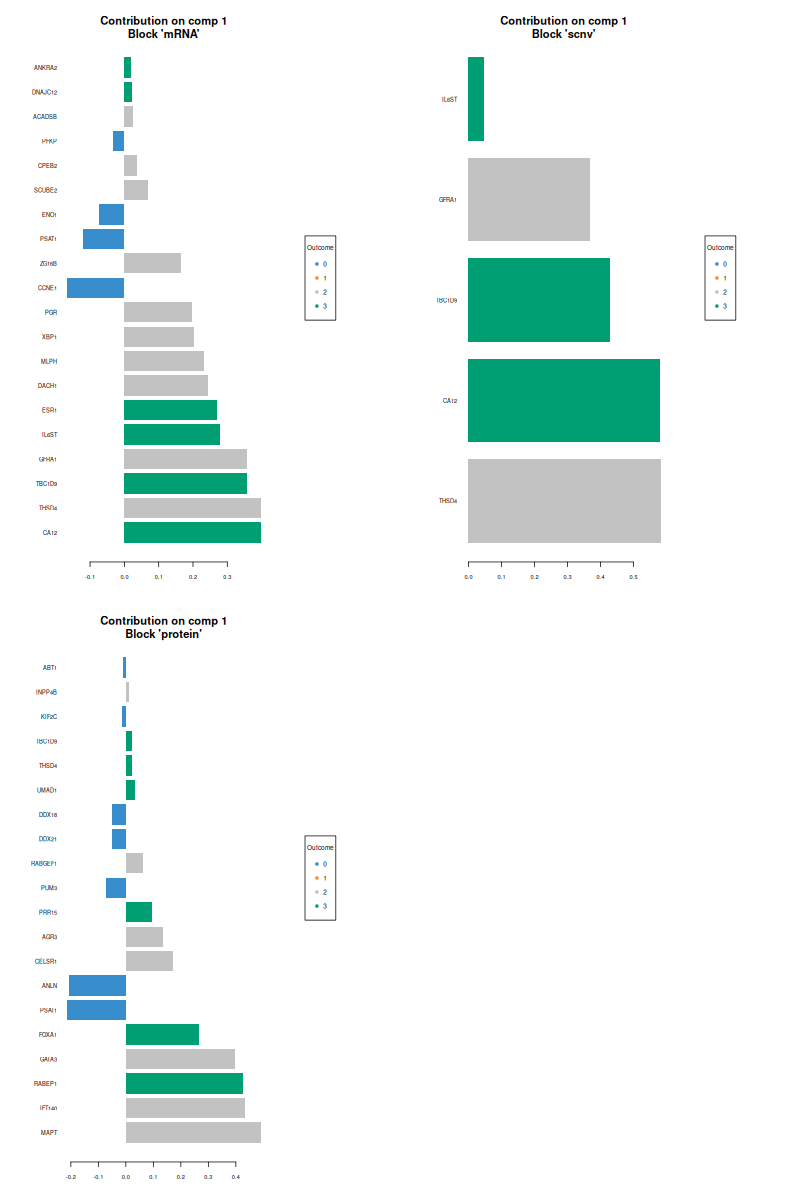 Contribution on comp 1
Block 'mRNA'
ANKRA2
DNAJC12
ACADSB
PFKP
CPEB2
SCUBE2
ENO1
PSAT1
ZG16B
CCNE1
PGR
XBP1
MLPH
DACH1
ESR1
IL6ST
GFRA1
TBC1D9
THSD4
CA12
-0.1 0.0 0.1 0.2 0.3
Outcome
0
1
2
3
Contribution on comp 1
Block 'scnv'
IL6ST
GFRA1
TBC1D9
CA12
THSD4
0.0 0.1 0.2 0.3 0.4 0.5
Outcome
0
1
2
3
Contribution on comp 1
Block 'protein'
ABT1
INPP4B
KIF2C
TBC1D9
THSD4
UMAD1
DDX18
DDX21
RABGEF1
PUM3
PRR15
AGR3
CELSR1
ANLN
PSAT1
FOXA1
GATA3
RABEP1
IFT140
MAPT
-0.2 -0.1 0.0 0.1 0.2 0.3 0.4
Outcome
0
1
2
3